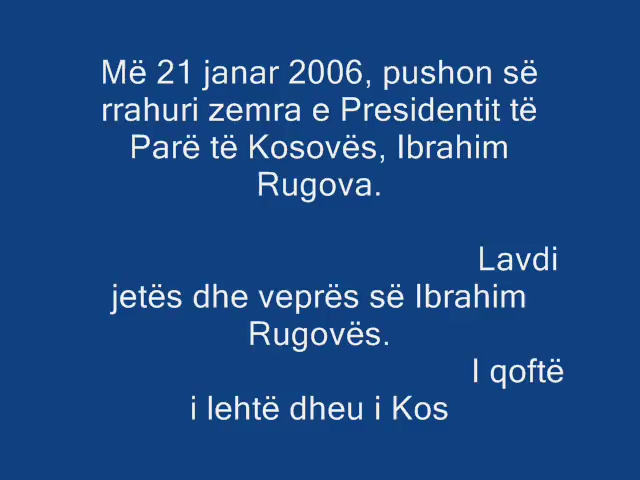 Më 21 janar 2006, pushon së
rrahuri zemra e Presidentit të
Parë të Kosovës, Ibrahim
Rugova.
Lavdi
jetës dhe veprës së Ibrahim
Rugovës.
I qoftë
i lehtë dheu i Kos